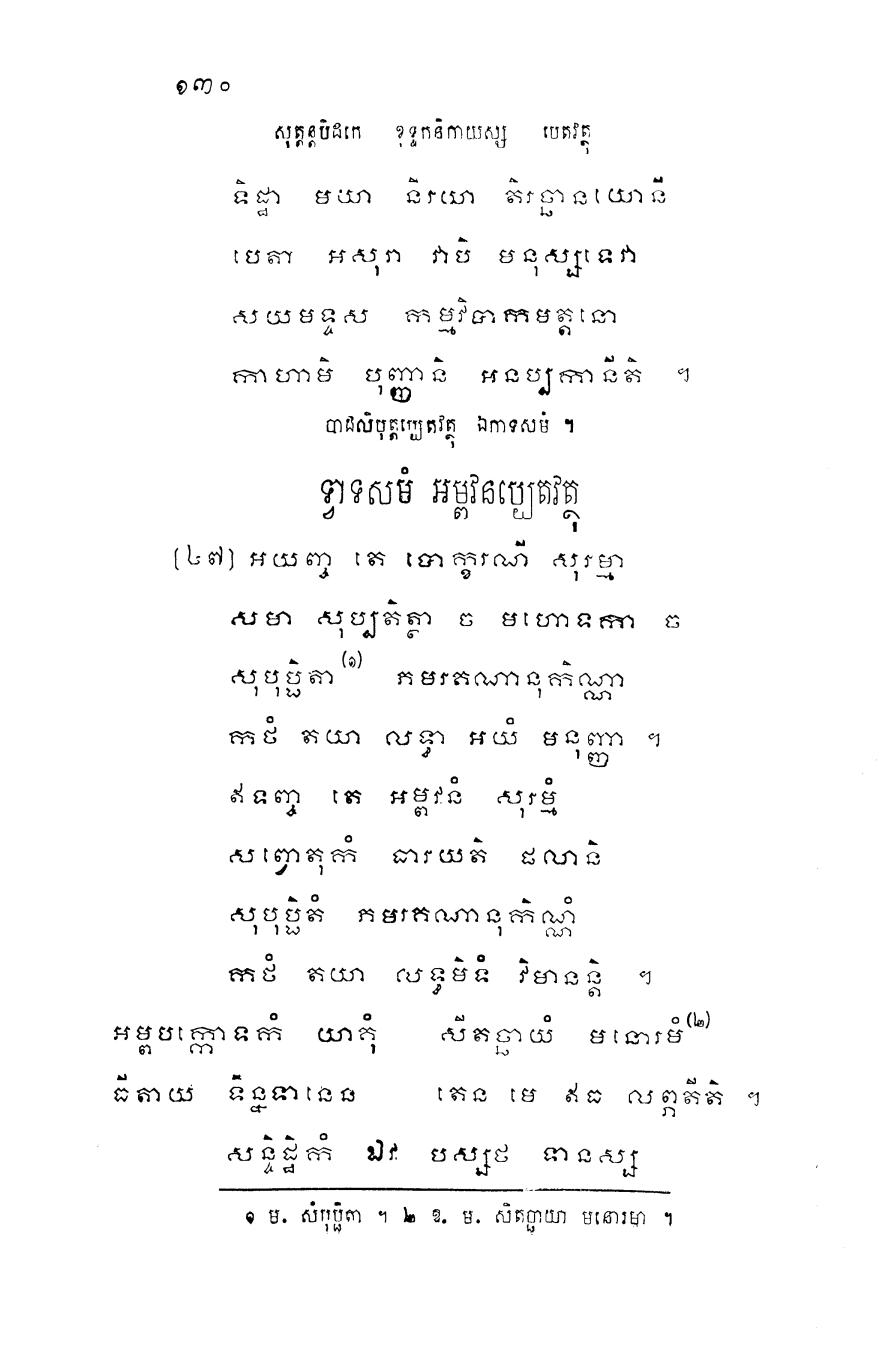 ១៣០
សុត្តន្តបិដកេ ខុទ្ទកនិកាយស្ស បេតវត្ថុ
ទិដ្ឋា មយា និរយា តិរច្ឆានយោនី
បេតា អសុរា វាបិ មនុស្សទេវា
សយមទ្ទស កម្មវិបាកមត្តនោ
កាហាមិ បុញ្ញានិ អនប្បកានីតិ ។
បាដលិបុត្តប្បេតវត្ថុ ឯកាទសមំ ។
ទ្វាទសមំ អម្ពវនប្បេតវត្ថុ
[៤៧] អយញ្ច តេ បោក្ខរណី សុរម្មា
សមា សុប្បតិត្ថា ច មហោទកា ច
សុបុប្ផិតា (១) ភមរគណានុកិណ្ណា
កថំ តយា លទ្ធា អយំ មនុញ្ញា ។
ឥទញ្ច តេ អម្ពវនំ សុរម្មំ
សព្វោតុកំ ធារយតិ ផលានិ
សុបុប្ផិតំ ភមរគណានុកិណ្ណំ
កថំ តយា លទ្ធមិទំ វិមានន្តិ ។
អម្ពបក្កោទកំ យាគុំ សីតច្ឆាយំ មនោរមំ (២)
ធីតាយ ទិន្នទានេន តេន មេ ឥធ លព្ភតីតិ ។
សន្ទិដ្ឋិកំ ឯវ បស្សថ ទានស្ស
១ ម. សំបុប្ផិតា ។ ២ ឱ. ម. សីតច្ឆាយា មនោរមា ។